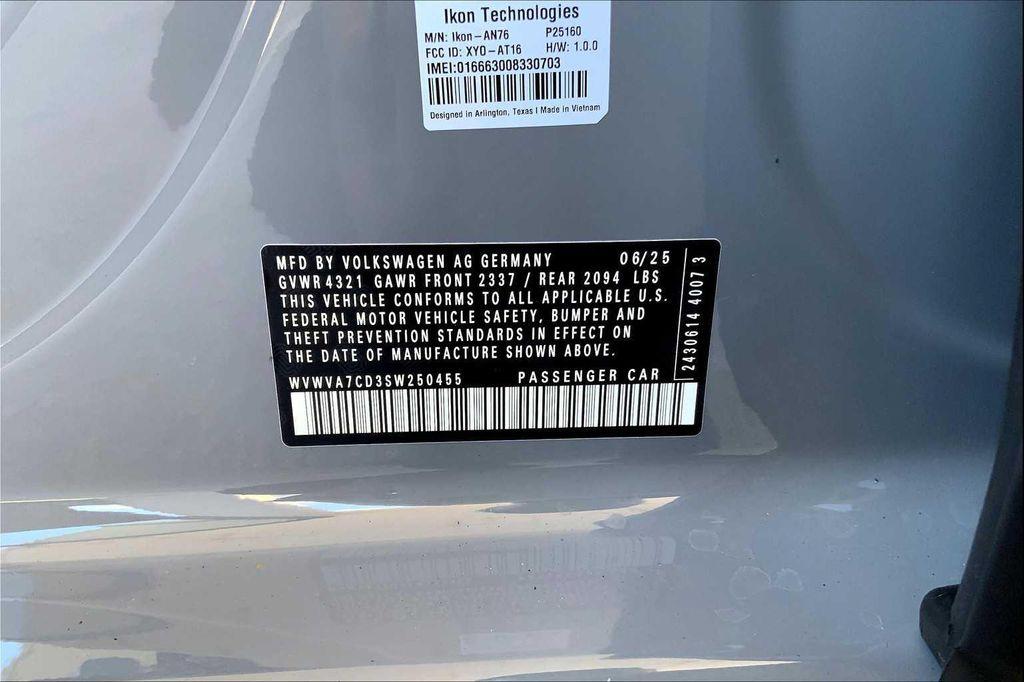 Ikon Technologies
M/N: Ikon-AN76 P25160
FCC ID: XYO-AT16 H/W: 1.0.0
IMEI:016663008330703
Designed in Arlington, Texas I Made in Vietnam
MFD BY VOLKSWAGEN AG GERMANY 06/25
GVWR 4321 GAWR FRONT 2337 / REAR 2094 LBS
THIS VEHICLE CONFORMS TO ALL APPLICABLE U.S.
FEDERAL MOTOR VEHICLE SAFETY, BUMPER AND
THEFT PREVENTION STANDARDS IN EFFECT ON
THE DATE OF MANUFACTURE SHOWN ABOVE.
WVWVA7CD3SW250455 PASSENGER CAR
2430614 4007 3